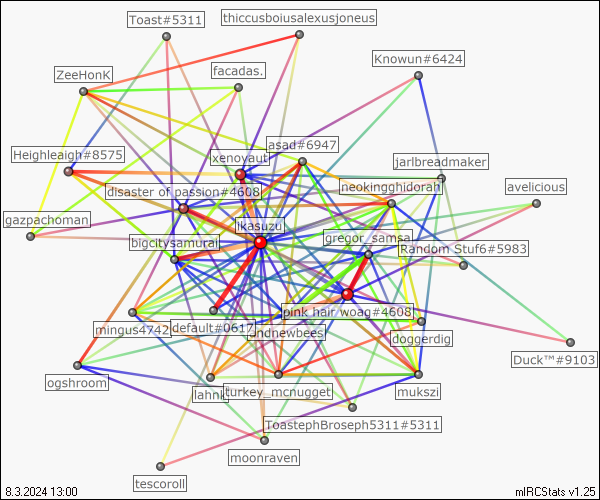 Toast#5311
thiccusboiusalexusjoneus
Knowun#6424
ZeeHonK
facadas.
asad#6947
Heighleaigh#8575
xenoyaut
jarlbreadmaker
disaster of passion#4608
neokingghidorah
avelicious
gazpachoman
ikasuzu
bigcitysamurai
gregor_samsa
Random Stuf6#5983
mingus4742
default#0617
pink hair woag#4608
undnewbees
doggerdig
Duck™#9103
ogshroom
lahnk
turkey_mcnugget
mukszi
ToastephBroseph5311#5311
moonraven
tescoroll
8.3.2024 13:00
mIRCStats v1.25